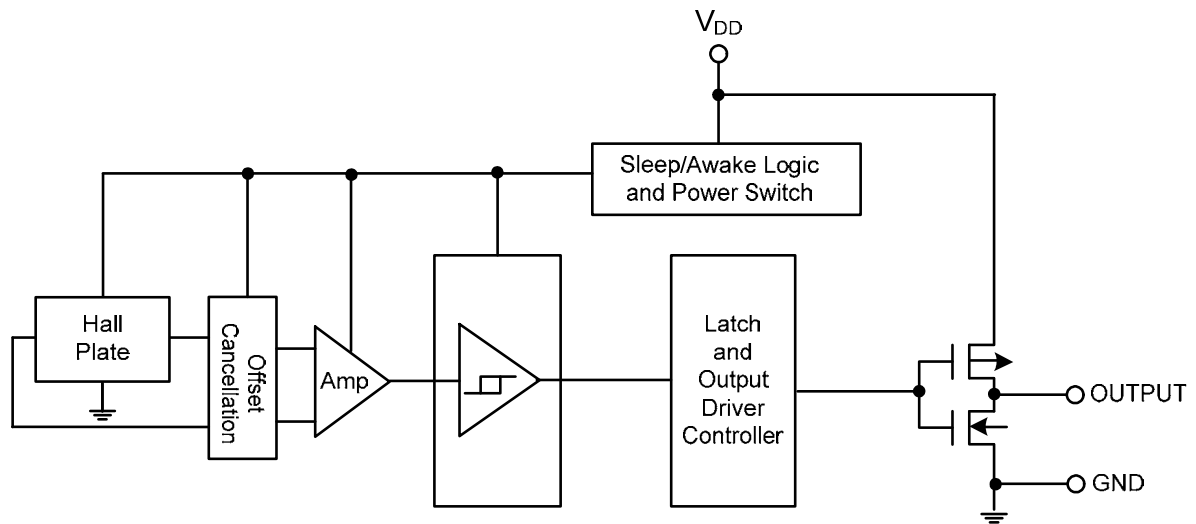 VDD
Sleep/Awake Logic
and Power Switch
Hall
Plate
Offset
Cancellation
Amp
Latch
and
Output
Driver
Controller
OUTPUT
GND